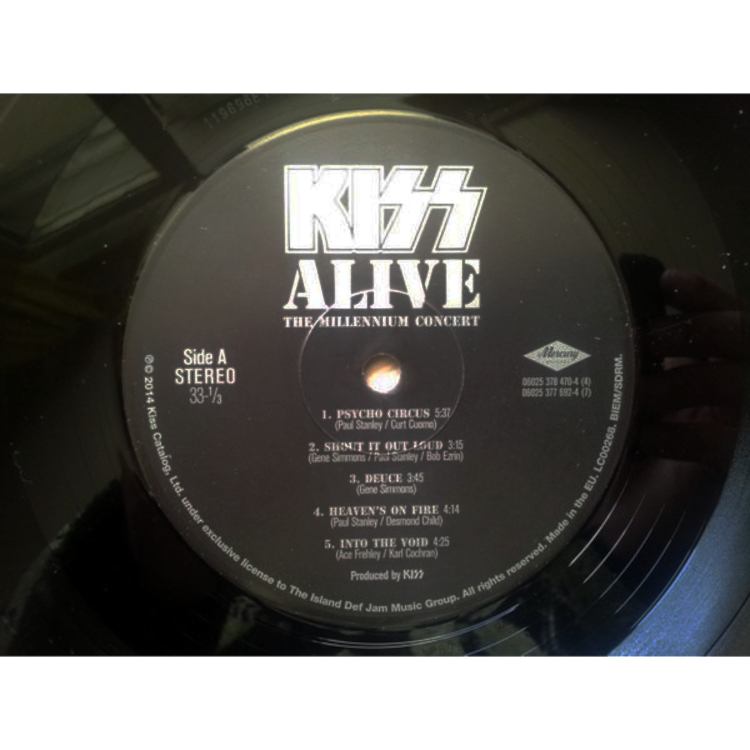 KISS
ALIVE
THE MILLENNIUM CONCERT
Side A
STEREO
33-1/3
Mercury
06025 378 470-4 (4)
06025 377 692-4 (7)
1. PSYCHO CIRCUS 5:37
(Paul Stanley / Curt Cuomo)
2. SHOUT IT OUT LOUD 3:15
(Gene Simmons / Paul Stanley / Bob Ezrin)
3. DEUCE 3:45
(Gene Simmons)
4. HEAVEN'S ON FIRE 4:14
(Paul Stanley / Desmond Child)
5. INTO THE VOID 4:25
(Ace Frehley / Karl Cochran)
Produced by KISS
℗© 2014 Kiss Catalog, Ltd. under exclusive license to The Island Def Jam Music Group. All rights reserved. Made in the EU. LC00268. BIEM/SDRM.